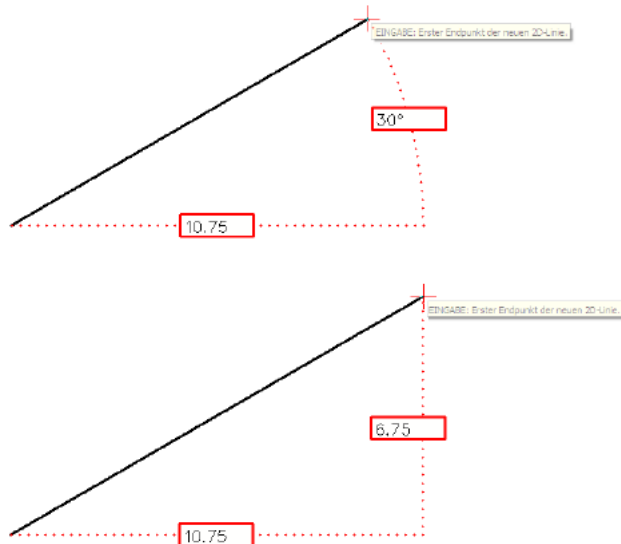 EINGABE: Erster Endpunkt der neuen 2D-Linie.
30°
10.75
EINGABE: Erster Endpunkt der neuen 2D-Linie.
6.75
10.75